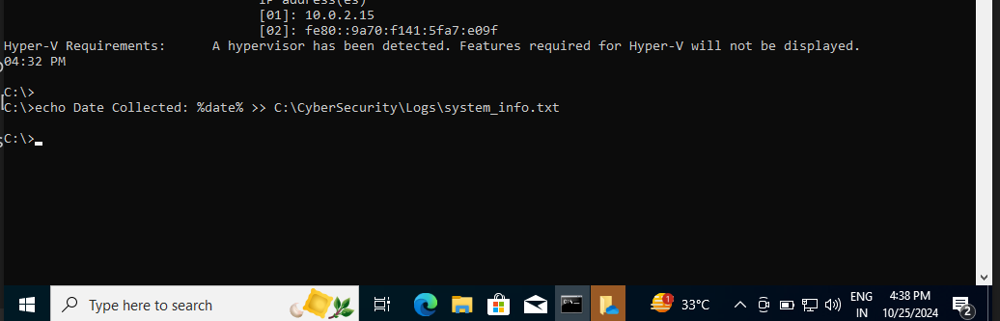 IP address(es)
[01]: 10.0.2.15
[02]: fe80::9a70:f141:5fa7:e09f
Hyper-V Requirements: A hypervisor has been detected. Features required for Hyper-V will not be displayed.
04:32 PM
C:\>
C:\>echo Date Collected: %date% >> C:\CyberSecurity\Logs\system_info.txt
C:\>
Type here to search
1
33°C
ENG
IN
4:38 PM
10/25/2024
2